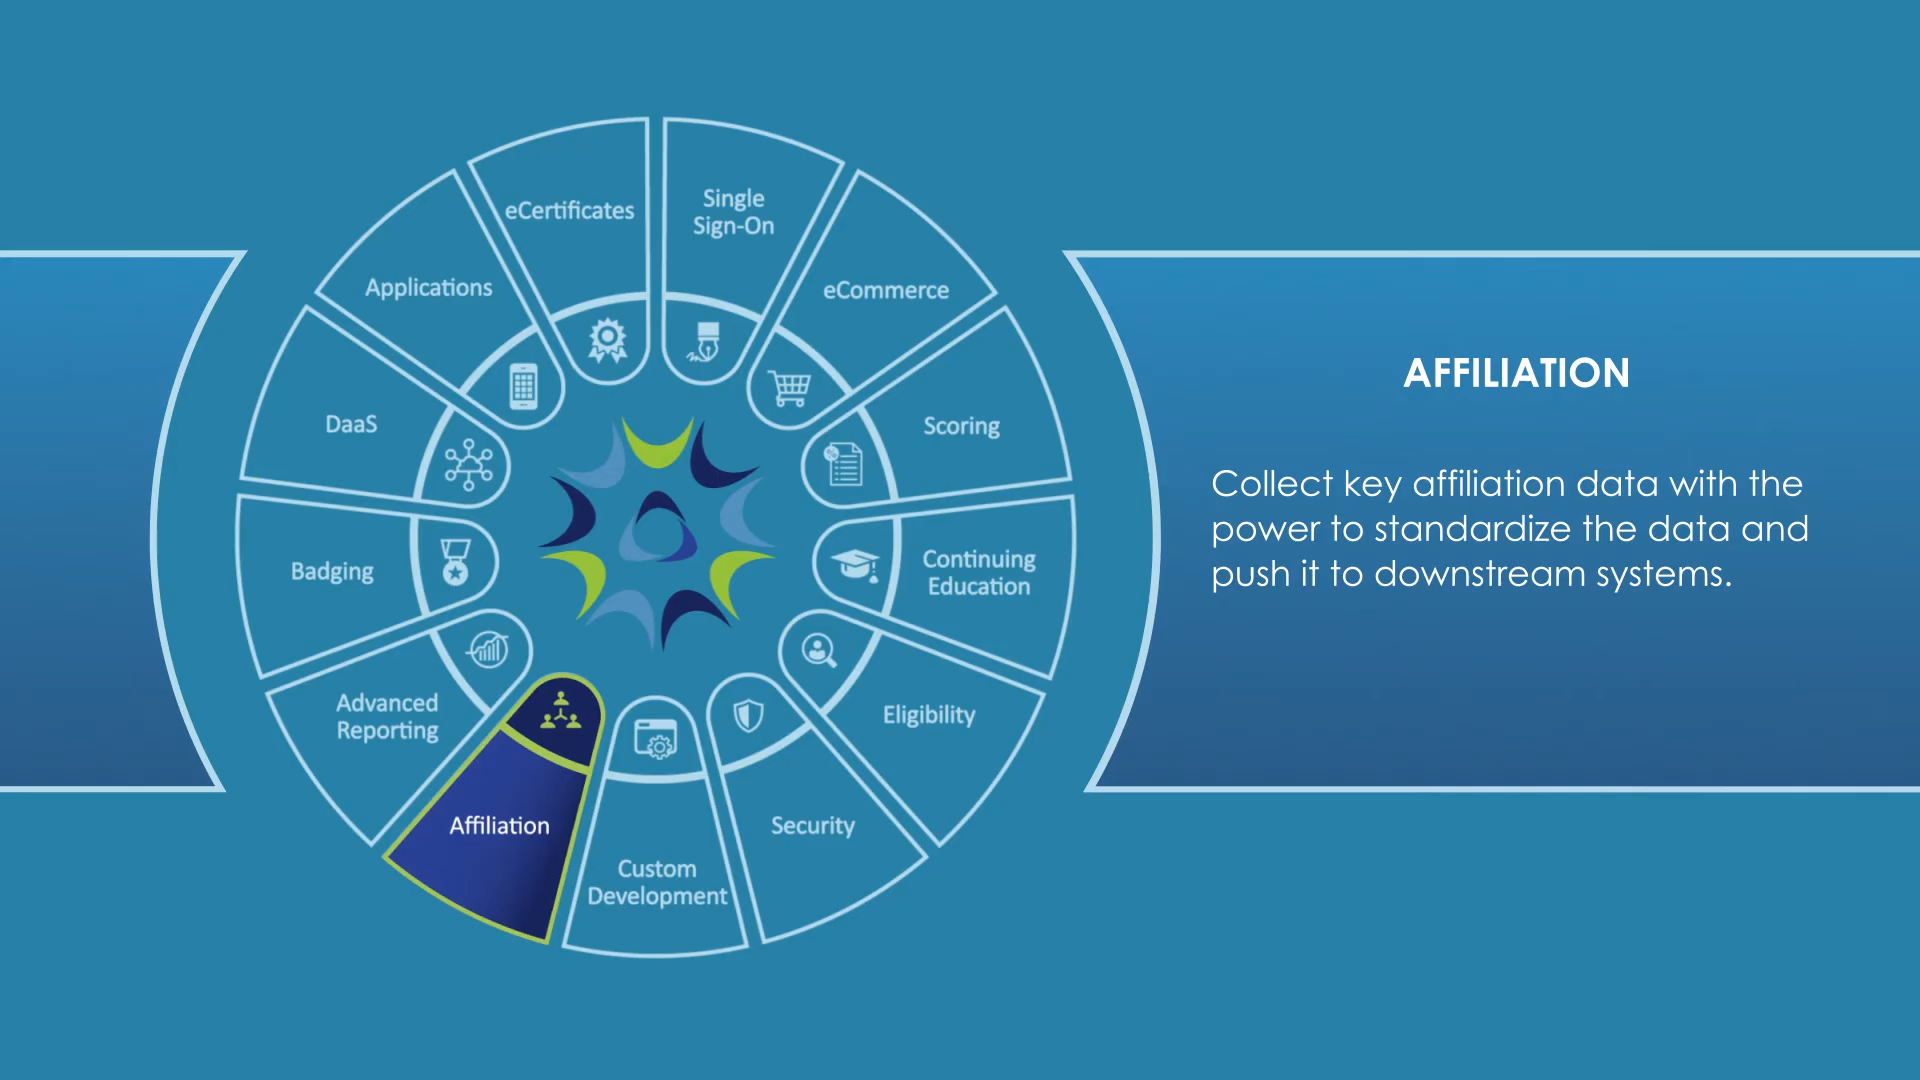 eCertificates
Single
Sign-On
Applications
eCommerce
DaaS
Scoring
Badging
Continuing
Education
Advanced
Reporting
Eligibility
Affiliation
Security
Custom
Development
AFFILIATION
Collect key affiliation data with the
power to standardize the data and
push it to downstream systems.